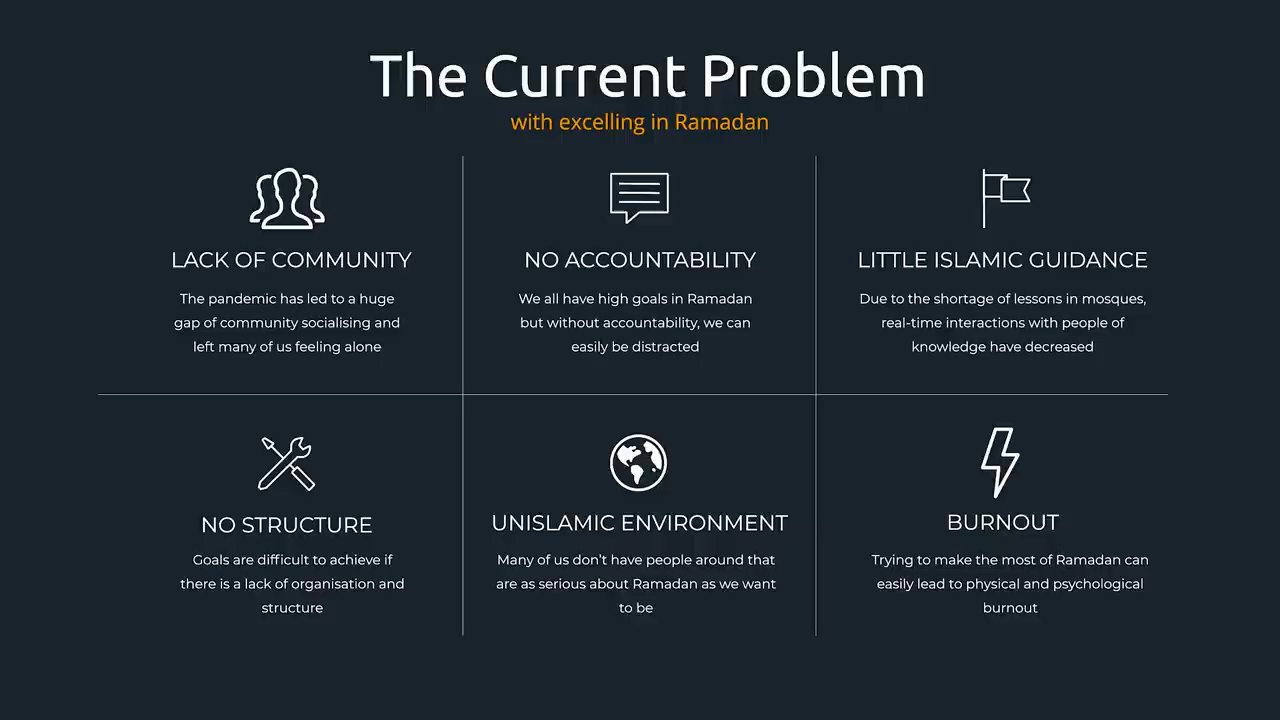 The Current Problem
with excelling in Ramadan
LACK OF COMMUNITY
The pandemic has led to a huge
gap of community socialising and
left many of us feeling alone
NO ACCOUNTABILITY
We all have high goals in Ramadan
but without accountability, we can
easily be distracted
LITTLE ISLAMIC GUIDANCE
Due to the shortage of lessons in mosques,
real-time interactions with people of
knowledge have decreased
NO STRUCTURE
Goals are difficult to achieve if
there is a lack of organisation and
structure
UNISLAMIC ENVIRONMENT
Many of us don't have people around that
are as serious about Ramadan as we want
to be
BURNOUT
Trying to make the most of Ramadan can
easily lead to physical and psychological
burnout